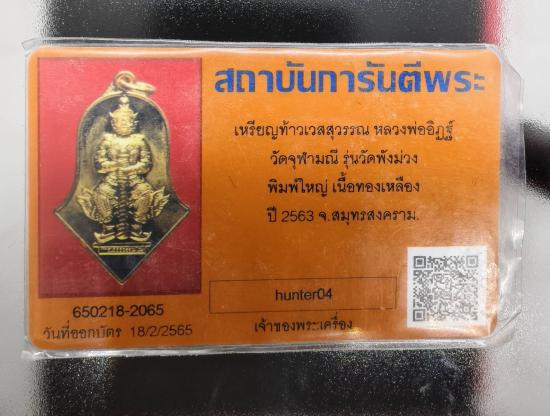 สถาบันการันตีพระ
เหรียญท้าวเวสสุวรรณ หลวงพ่ออิฏฐ์
วัดจุฬามณี รุ่นวัดพังม่วง
พิมพ์ใหญ่ เนื้อทองเหลือง
ปี 2563 จ.สมุทรสงคราม.
hunter04
เจ้าของพระเครื่อง
650218-2065
วันที่ออกบัตร 18/2/2565